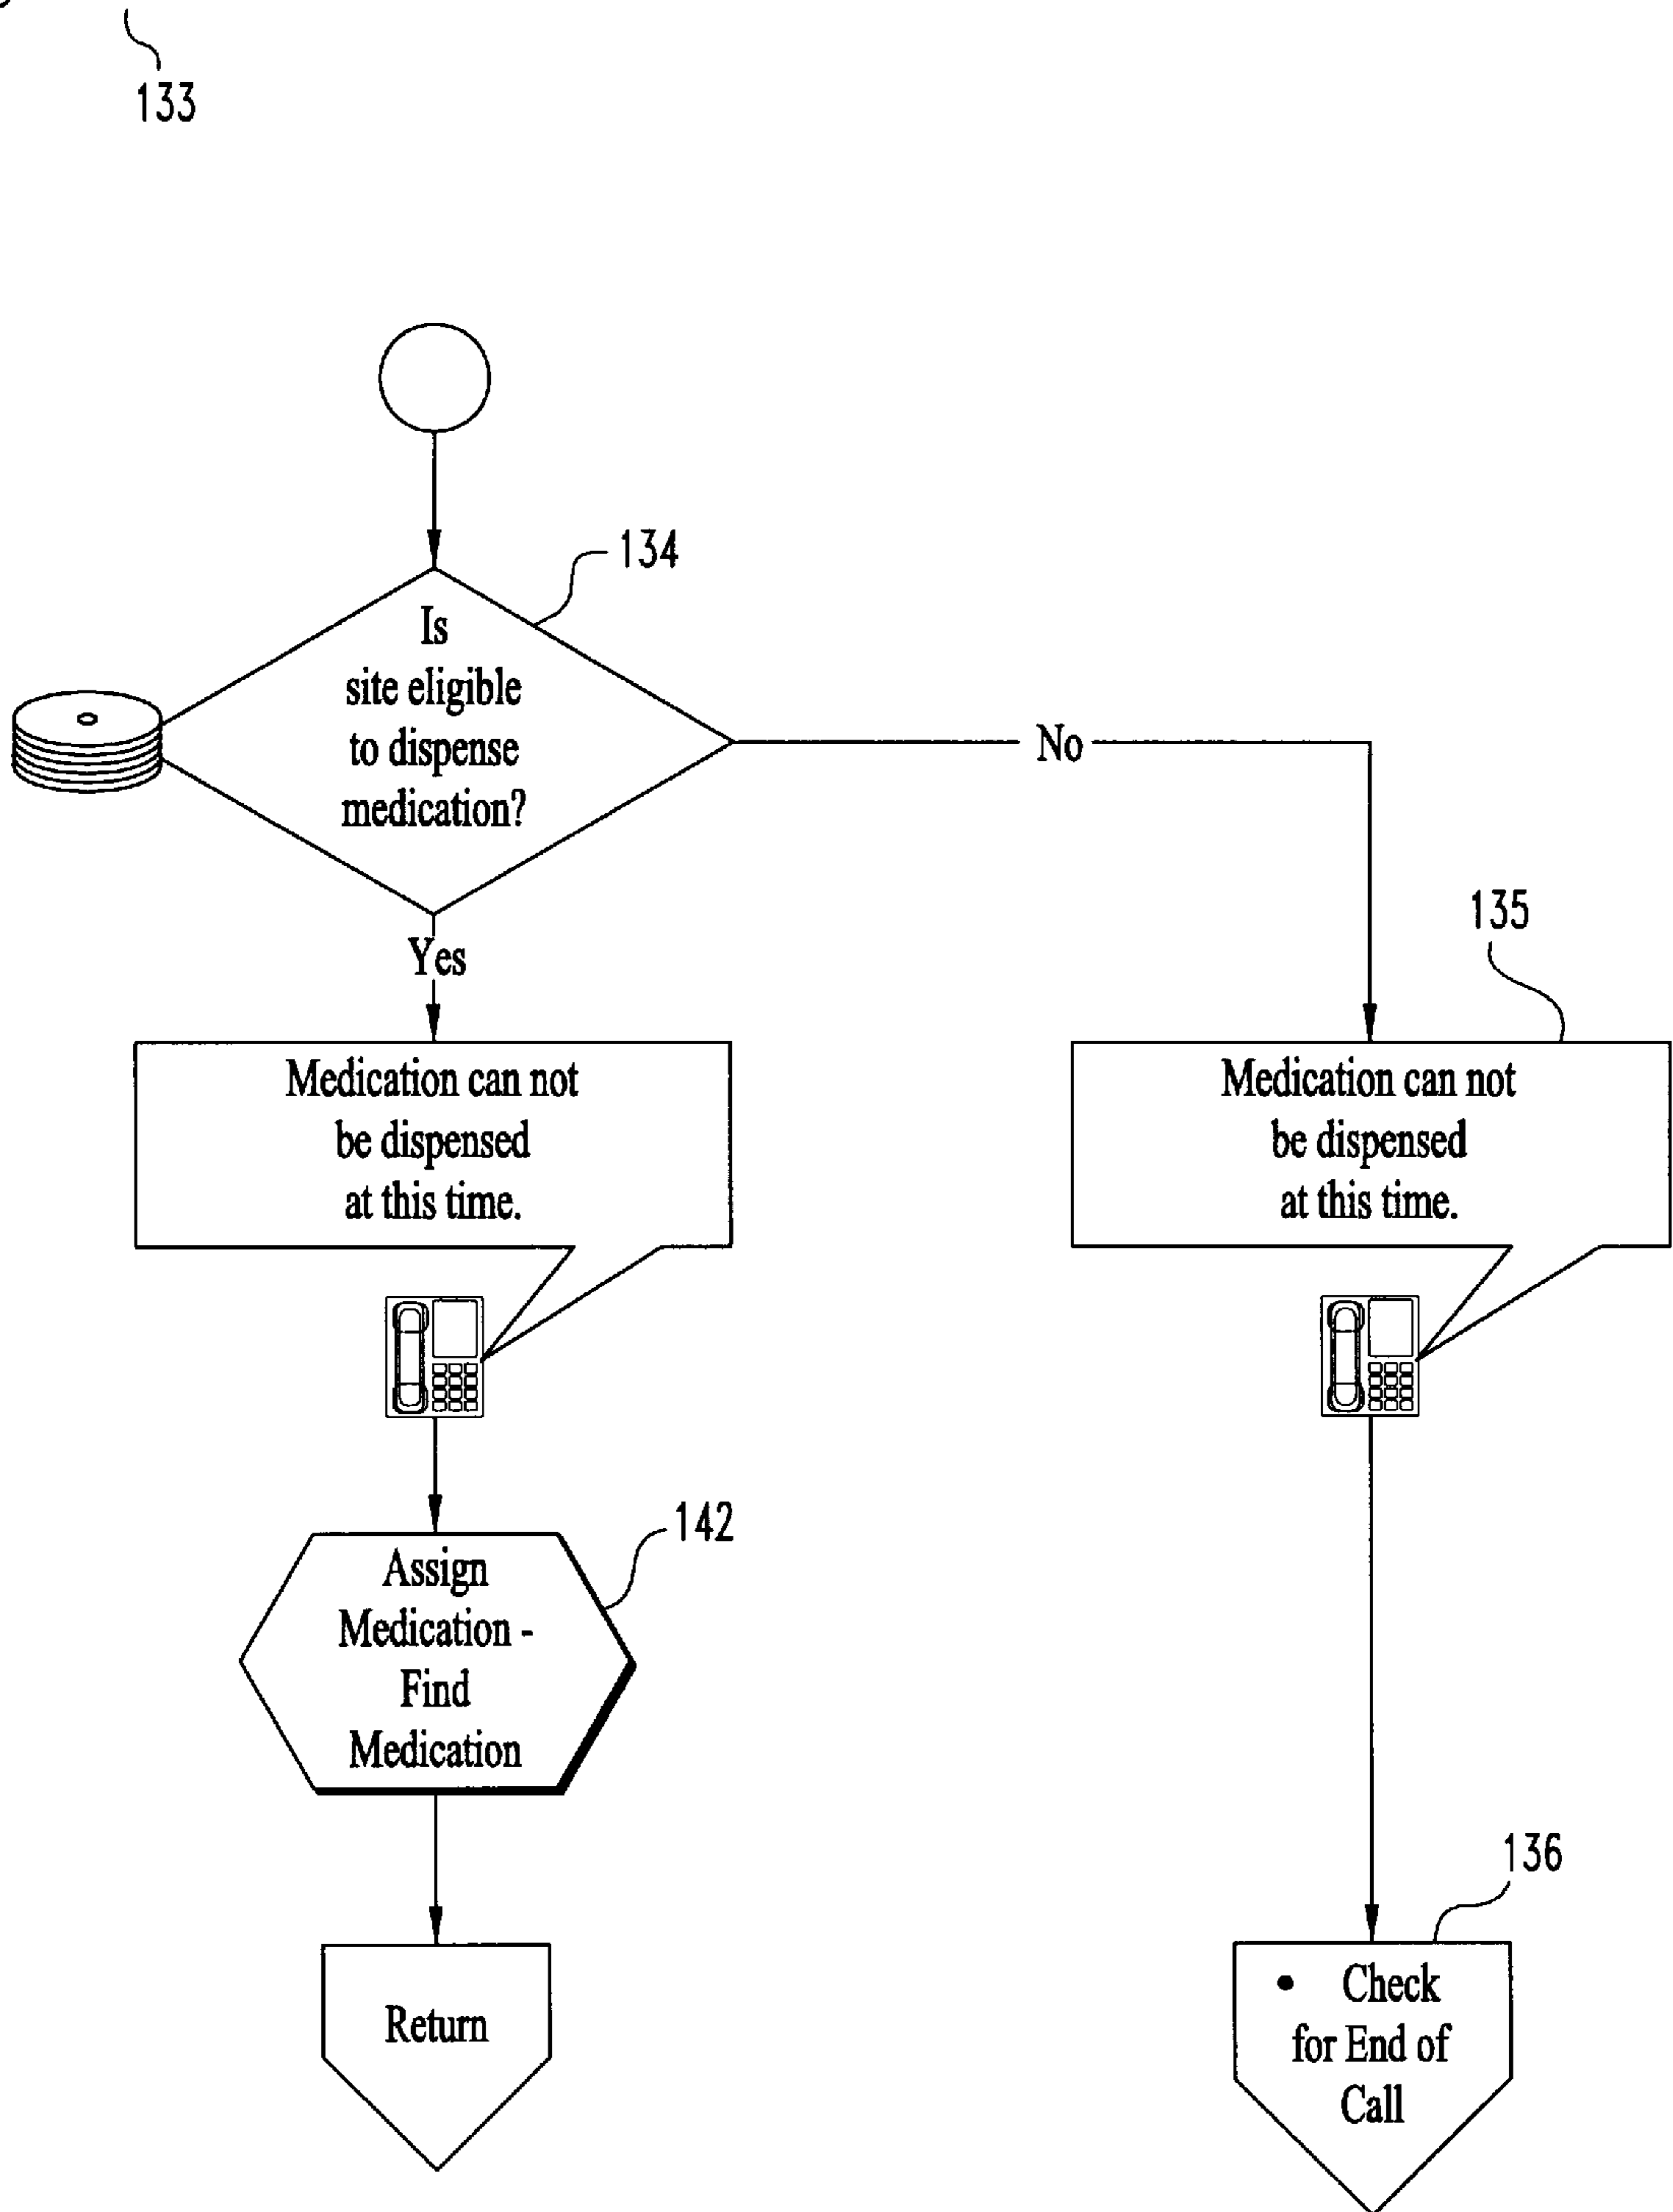 133
134
Is
site eligible
to dispense
medication?
No
Yes
135
Medication can not
be dispensed
at this time.
Medication can not
be dispensed
at this time.
142
Assign
Medication -
Find
Medication
136
Return
• Check
for End of
Call